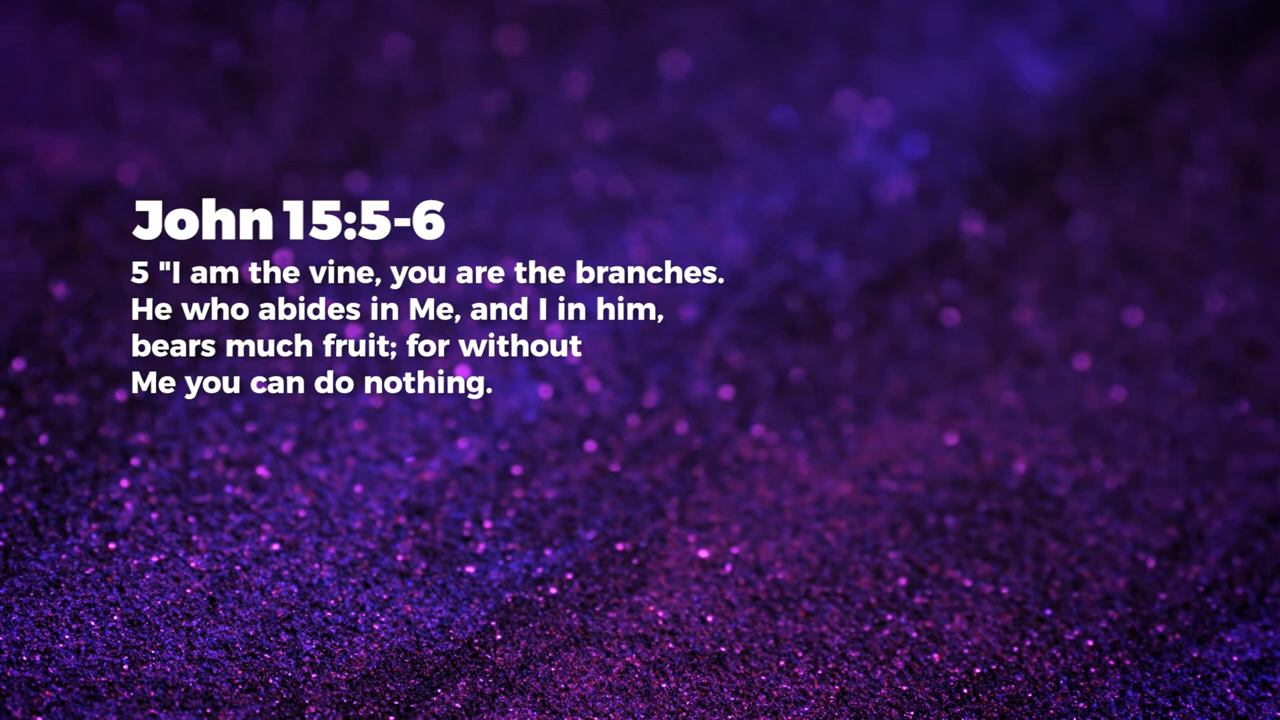 John 15:5-6
5 "I am the vine, you are the branches.
He who abides in Me, and I in him,
bears much fruit; for without
Me you can do nothing.